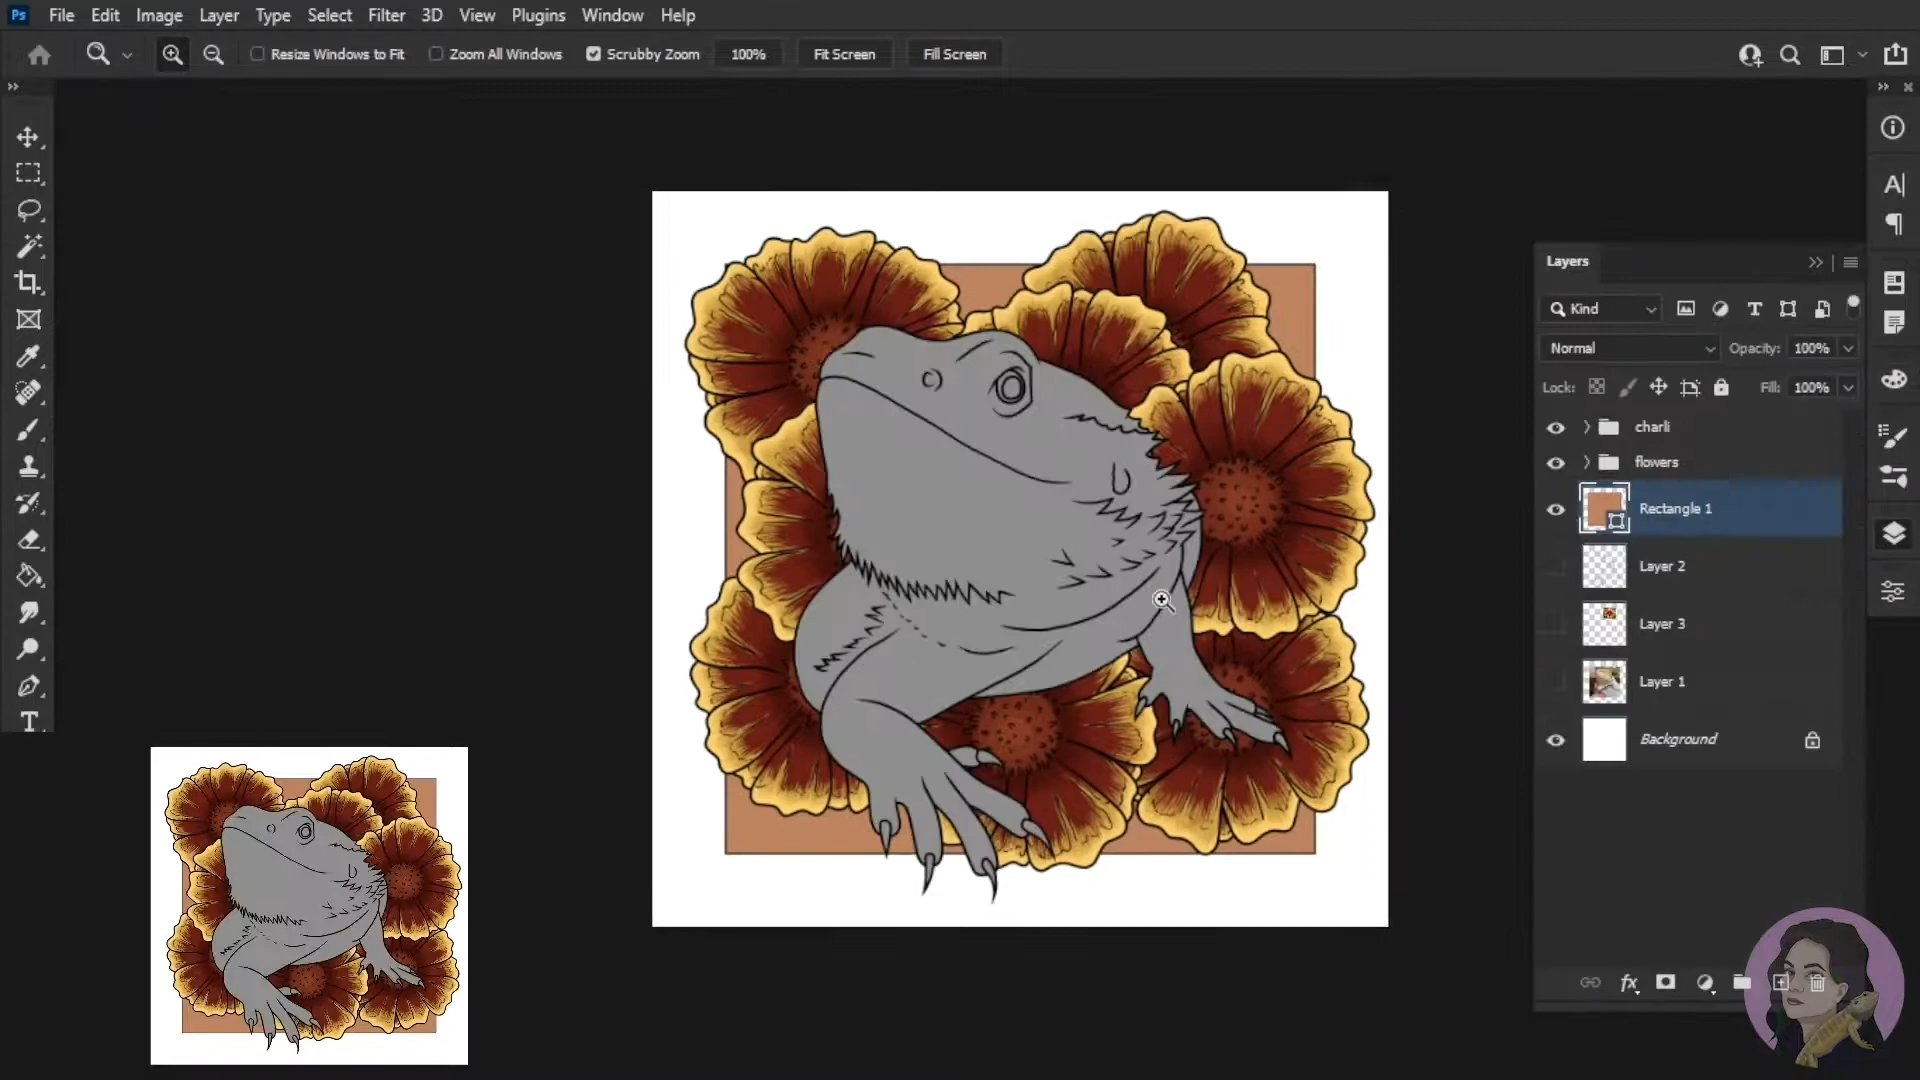 Ps File Edit Image Layer Type Select Filter 3D View Plugins Window Help
Resize Windows to Fit Zoom All Windows Scrubby Zoom 100% Fit Screen Fill Screen
Layers
Kind
Normal Opacity: 100%
Lock: Fill: 100%
charli
flowers
Rectangle 1
Layer 2
Layer 3
Layer 1
Background
fx